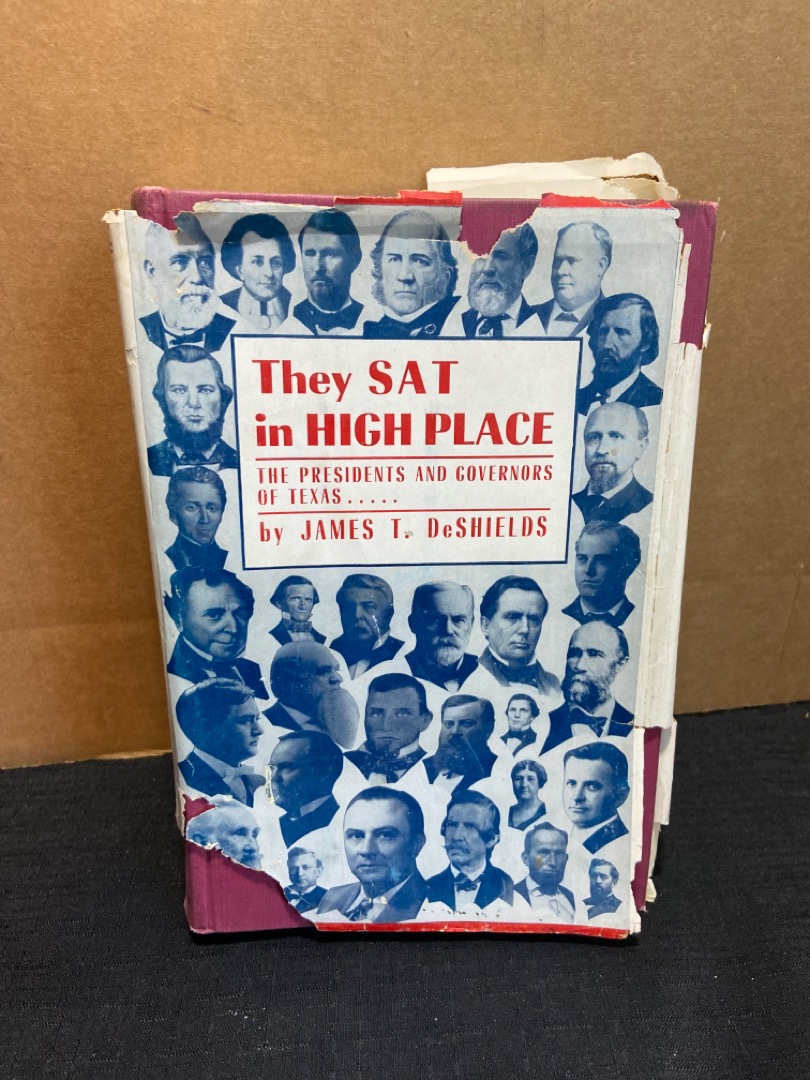 They SAT
in HIGH PLACE
THE PRESIDENTS AND GOVERNORS
OF TEXAS.....
by JAMES T. DeSHIELDS